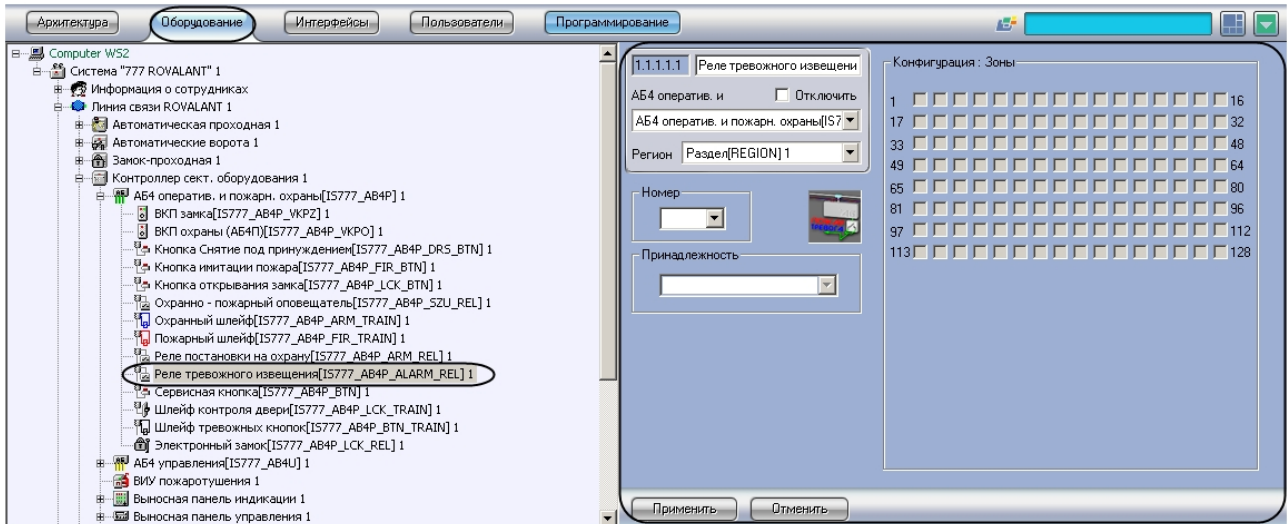 Архитектура Оборудование Интерфейсы Пользователи Программирование
Computer WS2
Система "777 ROVALANT" 1
Информация о сотрудниках
Линия связи ROVALANT 1
Автоматическая проходная 1
Автоматические ворота 1
Замок-проходная 1
Контроллер сект. оборудования 1
АБ4 оператив. и пожарн. охраны[IS777_AB4P] 1
ВКП замка[IS777_AB4P_VKPZ] 1
ВКП охраны (АБ4П)[IS777_AB4P_VKPO] 1
Кнопка Снятие под принуждением[IS777_AB4P_DRS_BTN] 1
Кнопка имитации пожара[IS777_AB4P_FIR_BTN] 1
Кнопка открывания замка[IS777_AB4P_LCK_BTN] 1
Охранно - пожарный оповещатель[IS777_AB4P_SZU_REL] 1
Охранный шлейф[IS777_AB4P_ARM_TRAIN] 1
Пожарный шлейф[IS777_AB4P_FIR_TRAIN] 1
Реле постановки на охрану[IS777_AB4P_ARM_REL] 1
Реле тревожного извещения[IS777_AB4P_ALARM_REL] 1
Сервисная кнопка[IS777_AB4P_BTN] 1
Шлейф контроля двери[IS777_AB4P_LCK_TRAIN] 1
Шлейф тревожных кнопок[IS777_AB4P_BTN_TRAIN] 1
Электронный замок[IS777_AB4P_LCK_REL] 1
АБ4 управления[IS777_AB4U] 1
ВИУ пожаротушения 1
Выносная панель индикации 1
Выносная панель управления 1
1.1.1.1.1 Реле тревожного извещени
АБ4 оператив. и Отключить
АБ4 оператив. и пожарн. охраны[IS7
Регион Раздел[REGION] 1
Номер
ТРЕВОГА
Принадлежность
Конфигурация : Зоны
1 16
17 32
33 48
49 64
65 80
81 96
97 112
113 128
Применить Отменить